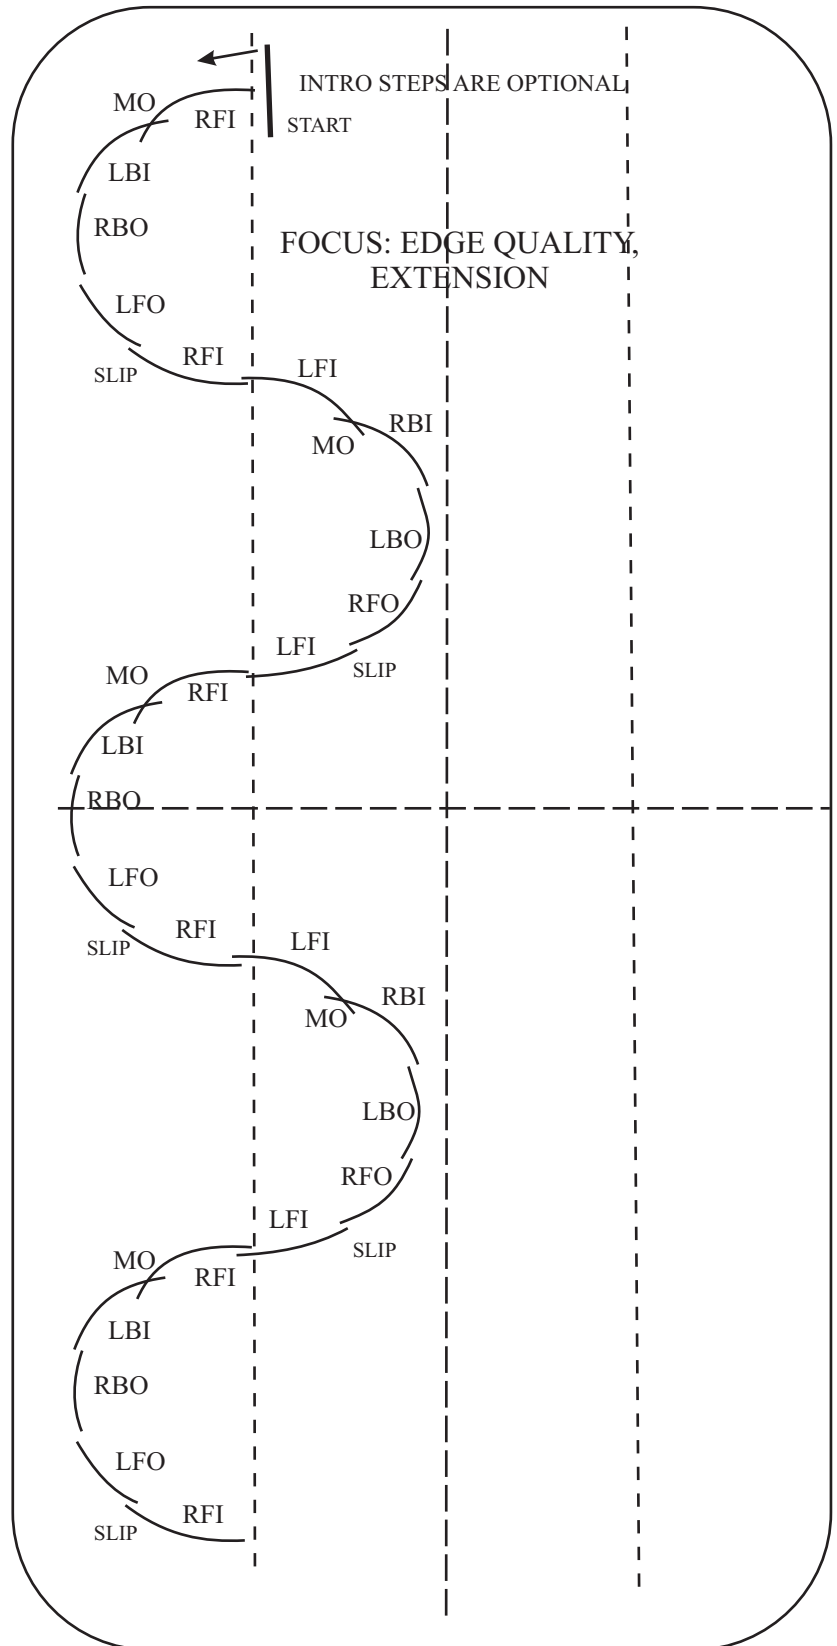 INTRO STEPS ARE OPTIONAL
MO
RFI
START
LBI
RBO
FOCUS: EDGE QUALITY,
EXTENSION
LFO
RFI
LFI
SLIP
RBI
MO
LBO
RFO
LFI
SLIP
MO
RFI
LBI
RBO
LFO
RFI
LFI
SLIP
RBI
MO
LBO
RFO
LFI
SLIP
MO
RFI
LBI
RBO
LFO
RFI
SLIP